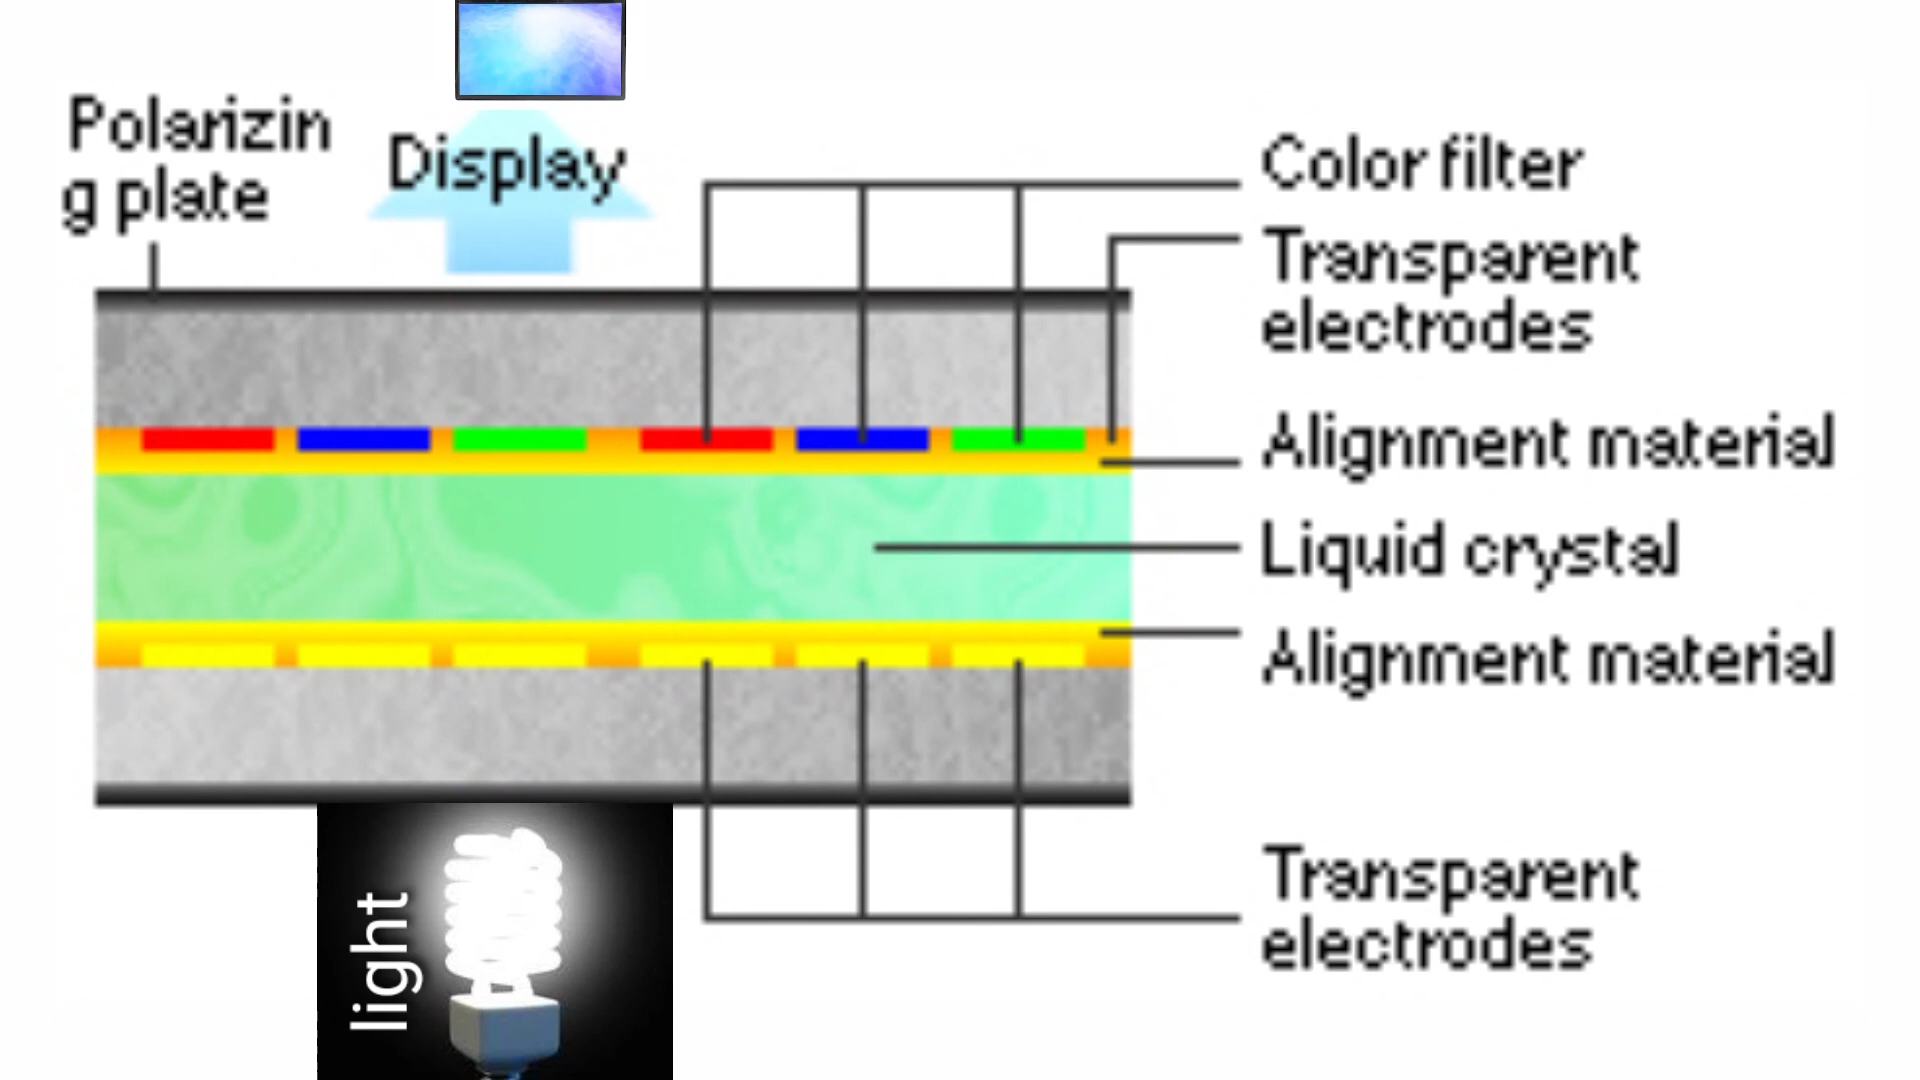 Polarizin
g plate
Display
Color filter
Transparent
electrodes
Alignment material
Liquid crystal
Alignment material
Transparent
electrodes
light